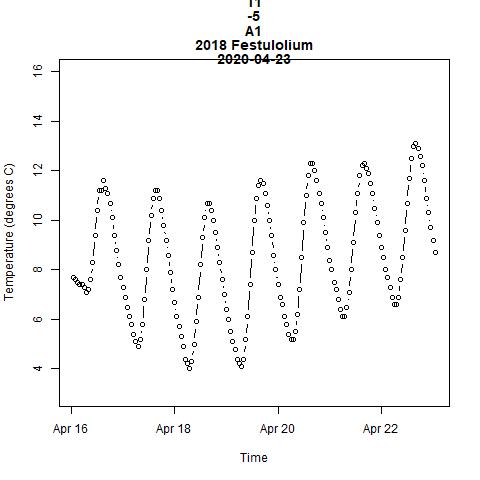 T1
-5
A1
2018 Festulolium
2020-04-23
Temperature (degrees C)
16
14
12
10
8
6
4
Apr 16
Apr 18
Apr 20
Apr 22
Time